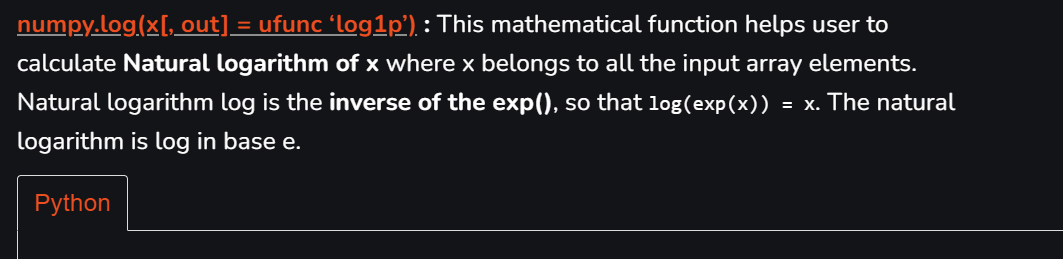 numpy.log(x[, out] = ufunc ‘log1p’) : This mathematical function helps user to
calculate Natural logarithm of x where x belongs to all the input array elements.
Natural logarithm log is the inverse of the exp(), so that log(exp(x)) = x. The natural
logarithm is log in base e.
Python